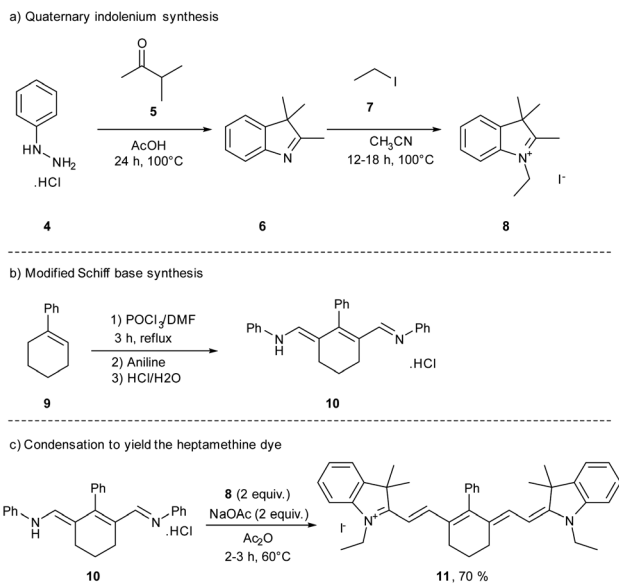 a) Quaternary indolenium synthesis
O
5
I
7
HN
NH2
.HCl
AcOH
24 h, 100°C
N
CH3CN
12-18 h, 100°C
N+
I-
4
6
8
b) Modified Schiff base synthesis
Ph
1) POCl3/DMF
3 h, reflux
2) Aniline
3) HCl/H2O
Ph
Ph
N
H
N
Ph
.HCl
9
10
c) Condensation to yield the heptamethine dye
Ph
Ph
N
H
N
Ph
.HCl
8 (2 equiv.)
NaOAc (2 equiv.)
Ac2O
2-3 h, 60°C
I-
N+
Ph
N
10
11, 70 %